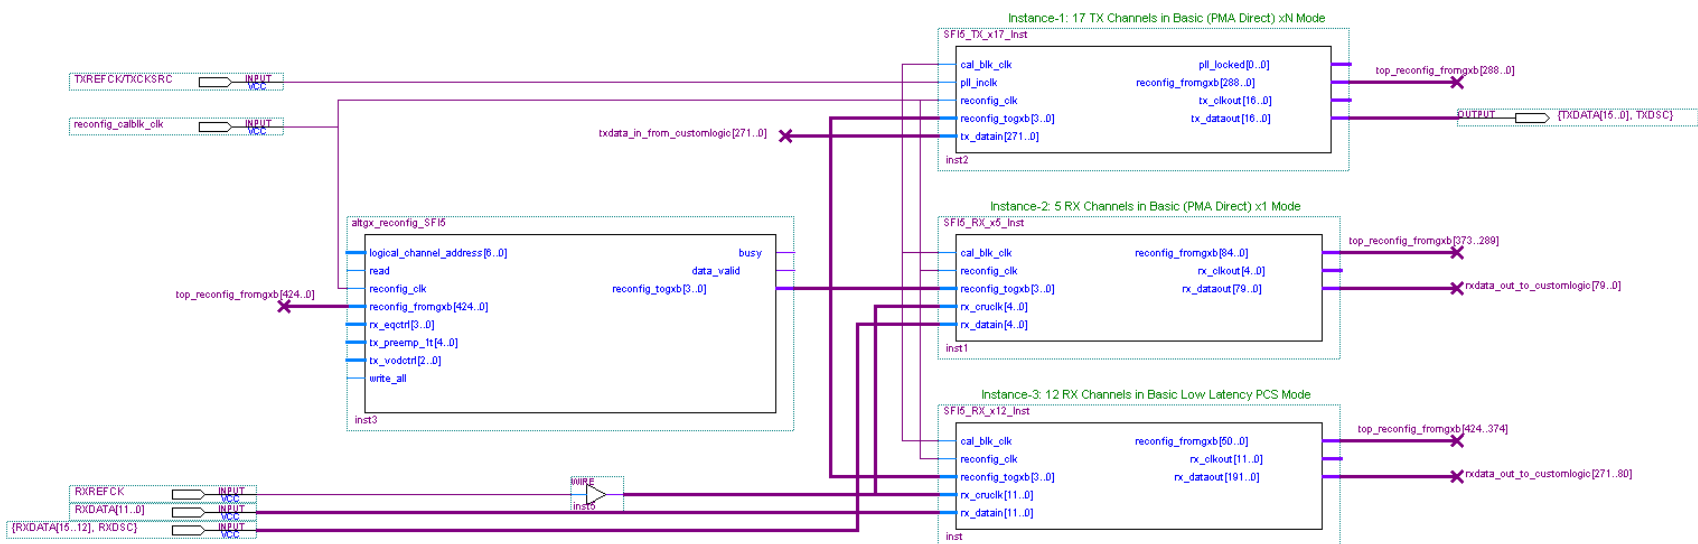 Instance-1: 17 TX Channels in Basic (PMA Direct) xN Mode
SFI5_TX_x17_Inst
cal_blk_clk
pll_inclk
reconfig_clk
reconfig_togxb[3..0]
tx_datain[271..0]
pll_locked[0..0]
reconfig_fromgxb[288..0]
tx_clkout[16..0]
tx_dataout[16..0]
inst2
top_reconfig_fromgxb[288..0]
OUTPUT
{TXDATA[15..0], TXDSC}
TXREFCK/TXCKSRC
INPUT
VCC
reconfig_calblk_clk
INPUT
VCC
txdata_in_from_customlogic[271..0]
altgx_reconfig_SFI5
logical_channel_address[6..0]
read
reconfig_clk
reconfig_fromgxb[424..0]
rx_eqctrl[3..0]
tx_preemp_1t[4..0]
tx_vodctrl[2..0]
write_all
busy
data_valid
reconfig_togxb[3..0]
inst3
top_reconfig_fromgxb[424..0]
Instance-2: 5 RX Channels in Basic (PMA Direct) x1 Mode
SFI5_RX_x5_Inst
cal_blk_clk
reconfig_clk
reconfig_togxb[3..0]
rx_cruclk[4..0]
rx_datain[4..0]
reconfig_fromgxb[84..0]
rx_clkout[4..0]
rx_dataout[79..0]
inst1
top_reconfig_fromgxb[373..289]
rxdata_out_to_customlogic[79..0]
Instance-3: 12 RX Channels in Basic Low Latency PCS Mode
SFI5_RX_x12_Inst
cal_blk_clk
reconfig_clk
reconfig_togxb[3..0]
rx_cruclk[11..0]
rx_datain[11..0]
reconfig_fromgxb[50..0]
rx_clkout[11..0]
rx_dataout[191..0]
inst
top_reconfig_fromgxb[424..374]
rxdata_out_to_customlogic[271..80]
WIRE
inst5
RXREFCK
INPUT
VCC
RXDATA[11..0]
INPUT
VCC
{RXDATA[15..12], RXDSC}
INPUT
VCC